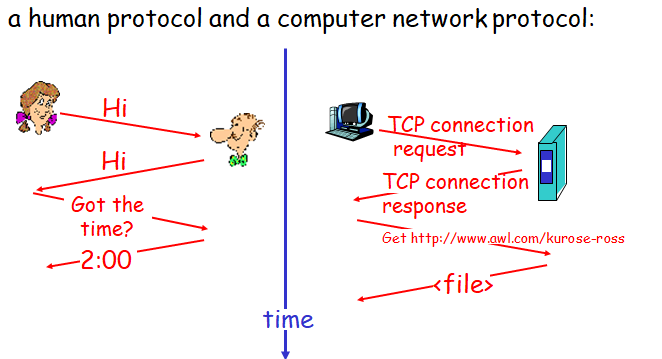 a human protocol and a computer network protocol:
Hi
Hi
Got the
time?
2:00
TCP connection
request
TCP connection
response
Get http://www.awl.com/kurose-ross
<file>
time